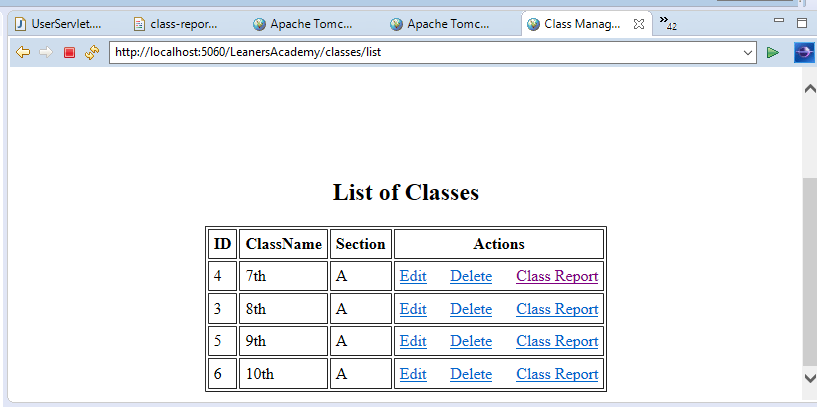 UserServlet....
class-repor...
Apache Tomc...
Apache Tomc...
Class Manag...
»42
http://localhost:5060/LeanersAcademy/classes/list
List of Classes
ID ClassName Section Actions
4 7th A Edit Delete Class Report
3 8th A Edit Delete Class Report
5 9th A Edit Delete Class Report
6 10th A Edit Delete Class Report